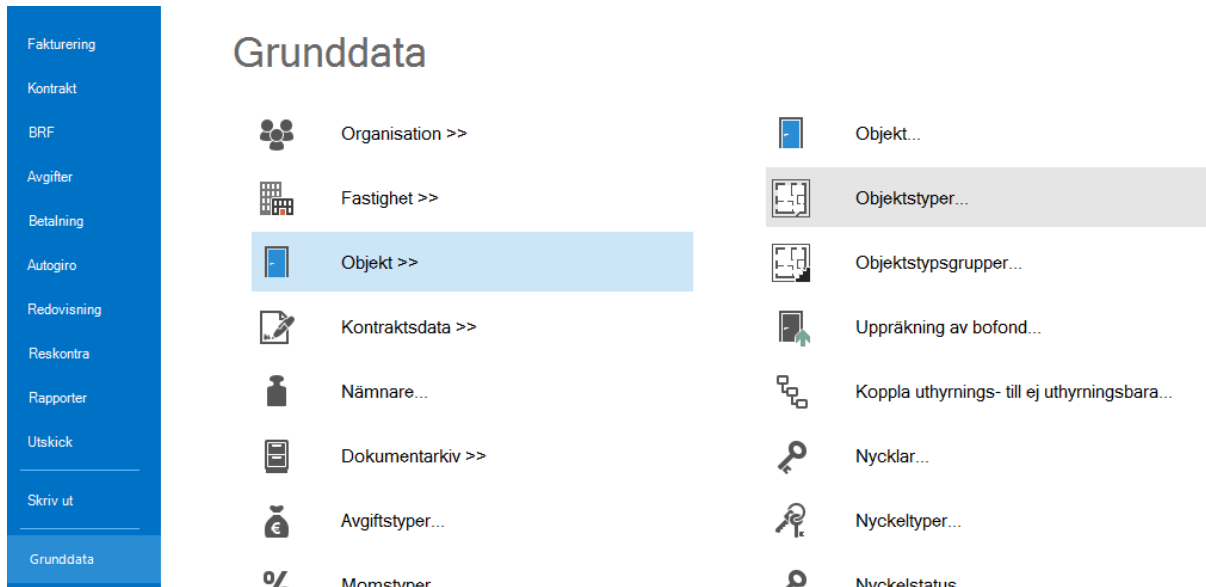 Fakturering
Kontrakt
BRF
Avgifter
Betalning
Autogiro
Redovisning
Reskontra
Rapporter
Utskick
Skriv ut
Grunddata
Grunddata
Organisation >>
Fastighet >>
Objekt >>
Kontraktsdata >>
Nämnare...
Dokumentarkiv >>
Avgiftstyper...
Momstyper
Objekt...
Objektstyper...
Objektstypsgrupper...
Uppräkning av bofond...
Koppla uthyrnings- till ej uthyrningsbara...
Nycklar...
Nyckeltyper...
Nyckelstatus